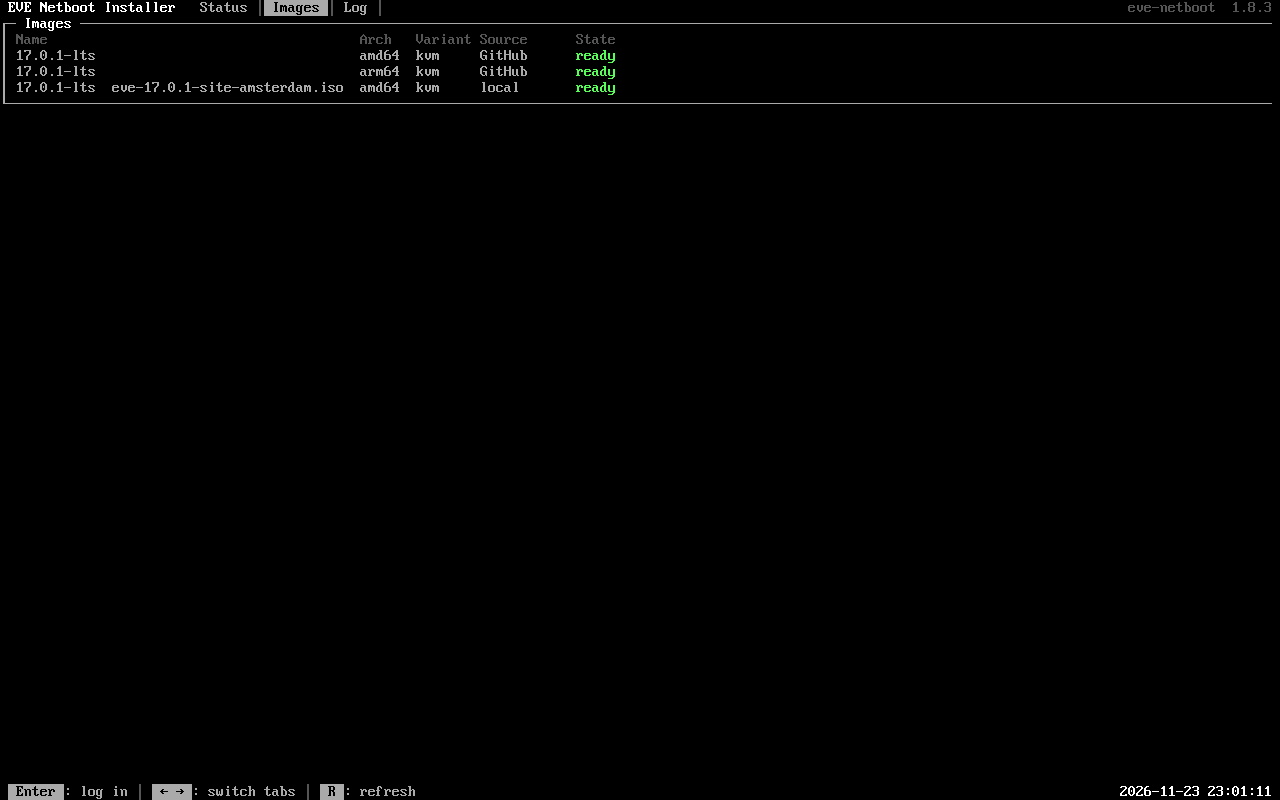 EVE Netboot Installer Status │ Images │ Log │ eve-netboot 1.8.3
Images
Name Arch Variant Source State
17.0.1-lts amd64 kvm GitHub ready
17.0.1-lts arm64 kvm GitHub ready
17.0.1-lts eve-17.0.1-site-amsterdam.iso amd64 kvm local ready
Enter : log in │ ← → : switch tabs │ R : refresh 2026-11-23 23:01:11